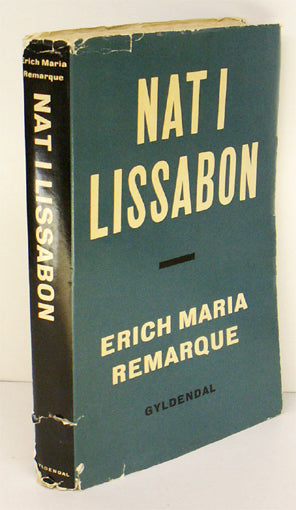 Erich Maria
Remarque
NAT I LISSABON
GYLDENDAL
NAT I
LISSABON
ERICH MARIA
REMARQUE
GYLDENDAL